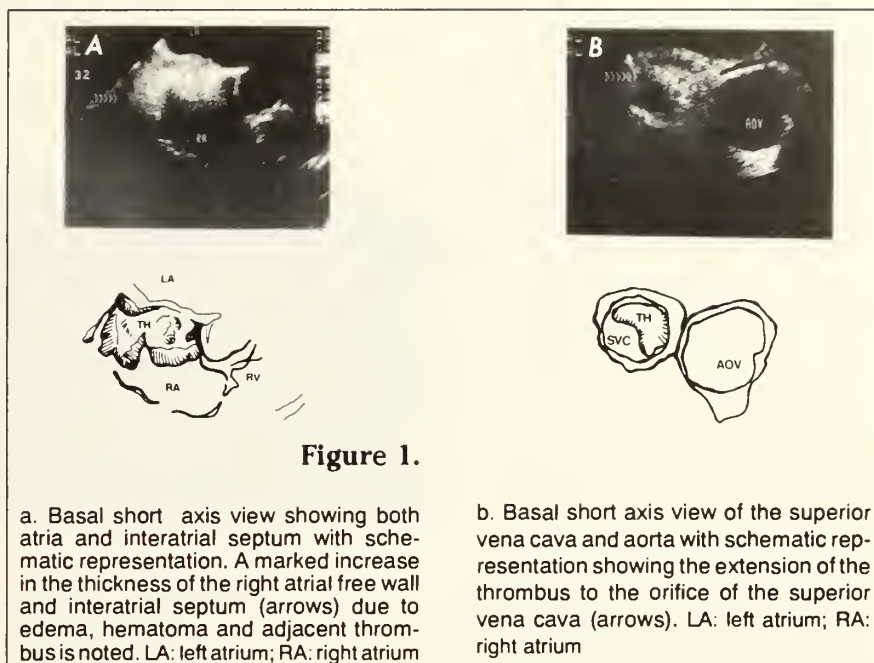 A
LA
32
RA
B
AOV
LA
TH
RA
RV
TH
SVC
AOV
Figure 1.
a. Basal short axis view showing both
atria and interatrial septum with sche-
matic representation. A marked increase
in the thickness of the right atrial free wall
and interatrial septum (arrows) due to
edema, hematoma and adjacent throm-
bus is noted. LA: left atrium; RA: right atrium
b. Basal short axis view of the superior
vena cava and aorta with schematic rep-
resentation showing the extension of the
thrombus to the orifice of the superior
vena cava (arrows). LA: left atrium; RA:
right atrium